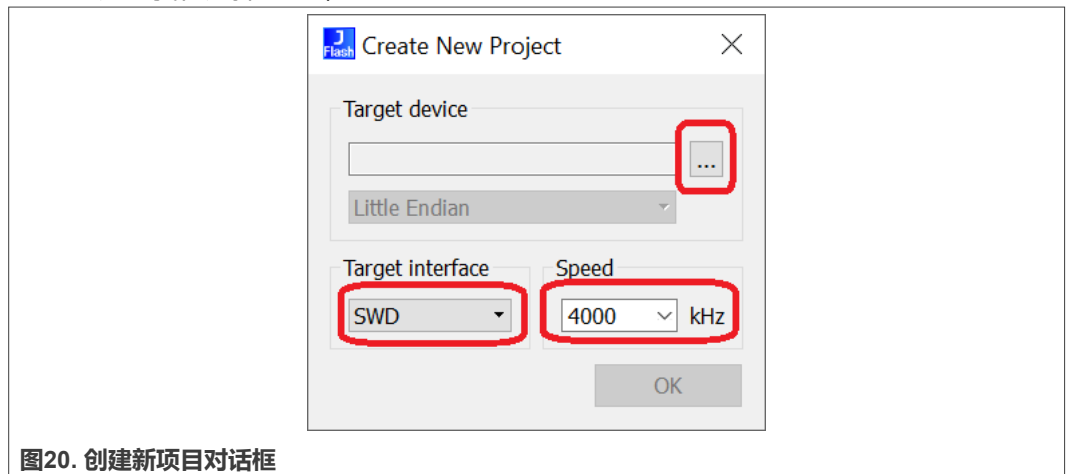 J
Flash Create New Project
Target device
...
Little Endian
Target interface Speed
SWD 4000 kHz
OK
图20. 创建新项目对话框